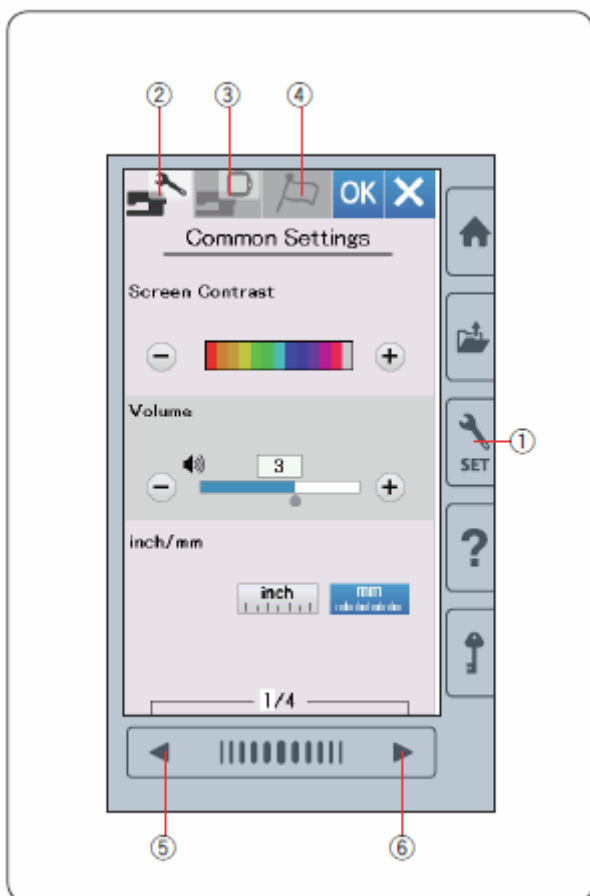 ② ③ ④
OK
Common Settings
Screen Contrast
Volume
3
①
SET
inch/mm
inch mm
?
1/4
⑤ ⑥